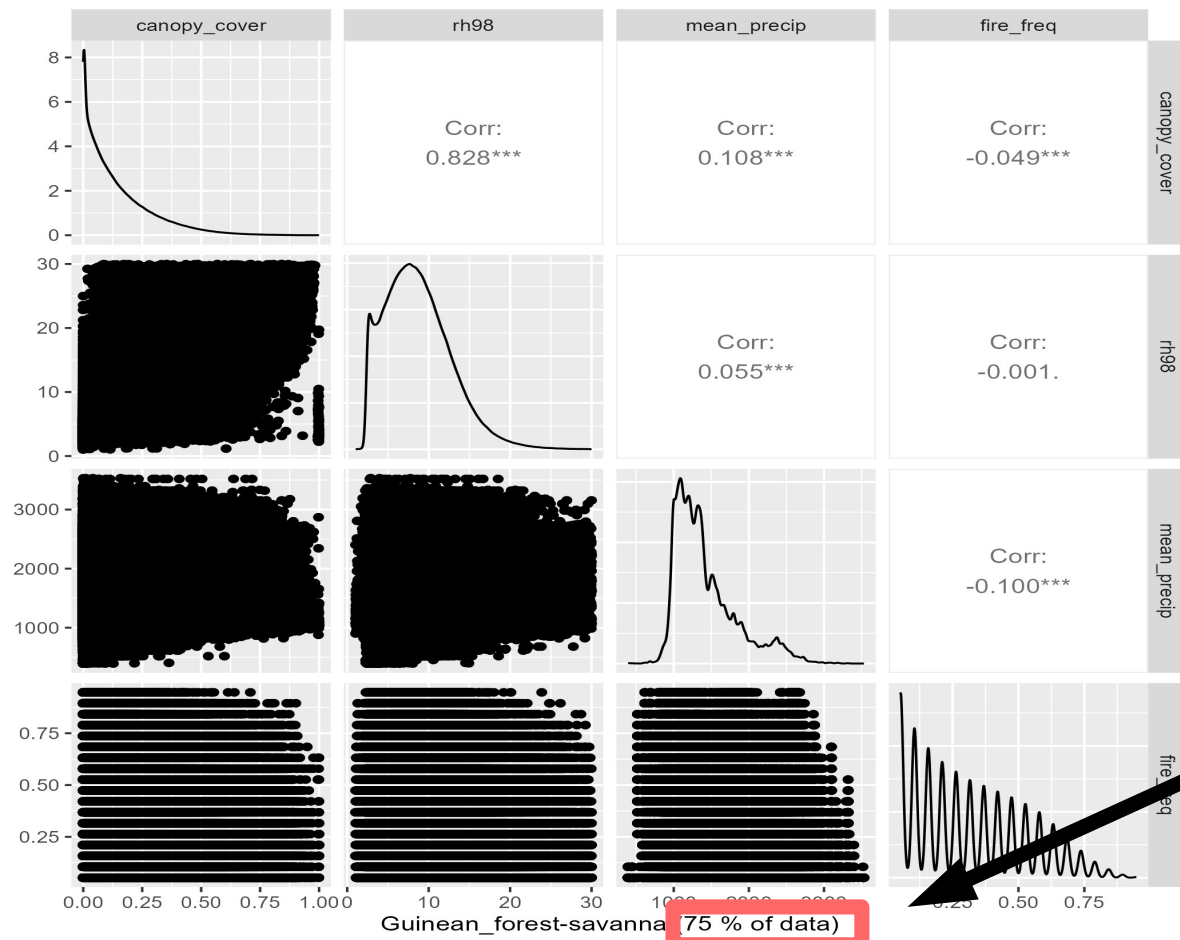 canopy_cover rh98 mean_precip fire_freq
8
6
4
2
0
Corr:
0.828***
Corr:
0.108***
Corr:
-0.049***
canopy_cover
30
20
10
0
Corr:
0.055***
Corr:
-0.001.
rh98
3000
2000
1000
Corr:
-0.100***
mean_precip
0.75
0.50
0.25
fire_freq
0.00 0.25 0.50 0.75 1.00 0 10 20 30 0.25 0.50 0.75
Guinean_forest-savanna (75 % of data)